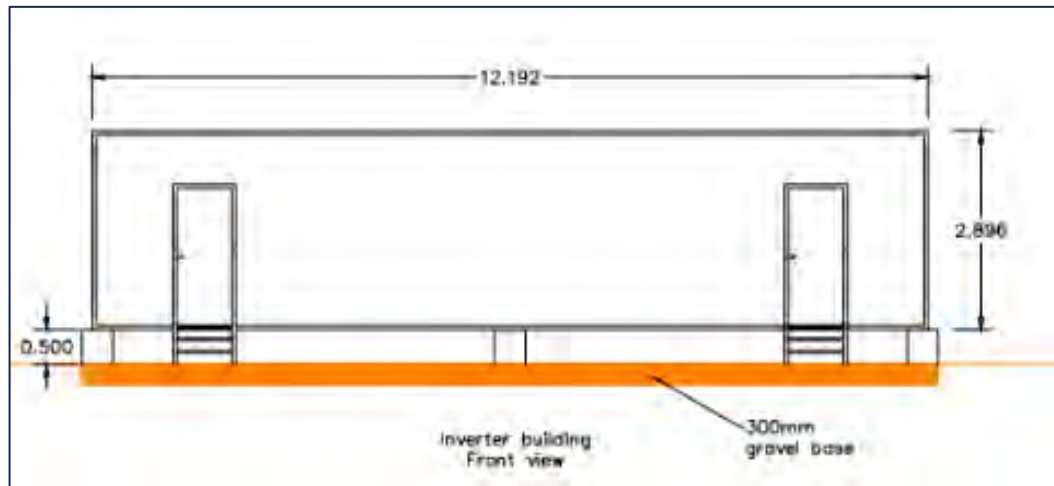 12.192
2.896
0.500
300mm
gravel base
Inverter building
Front view